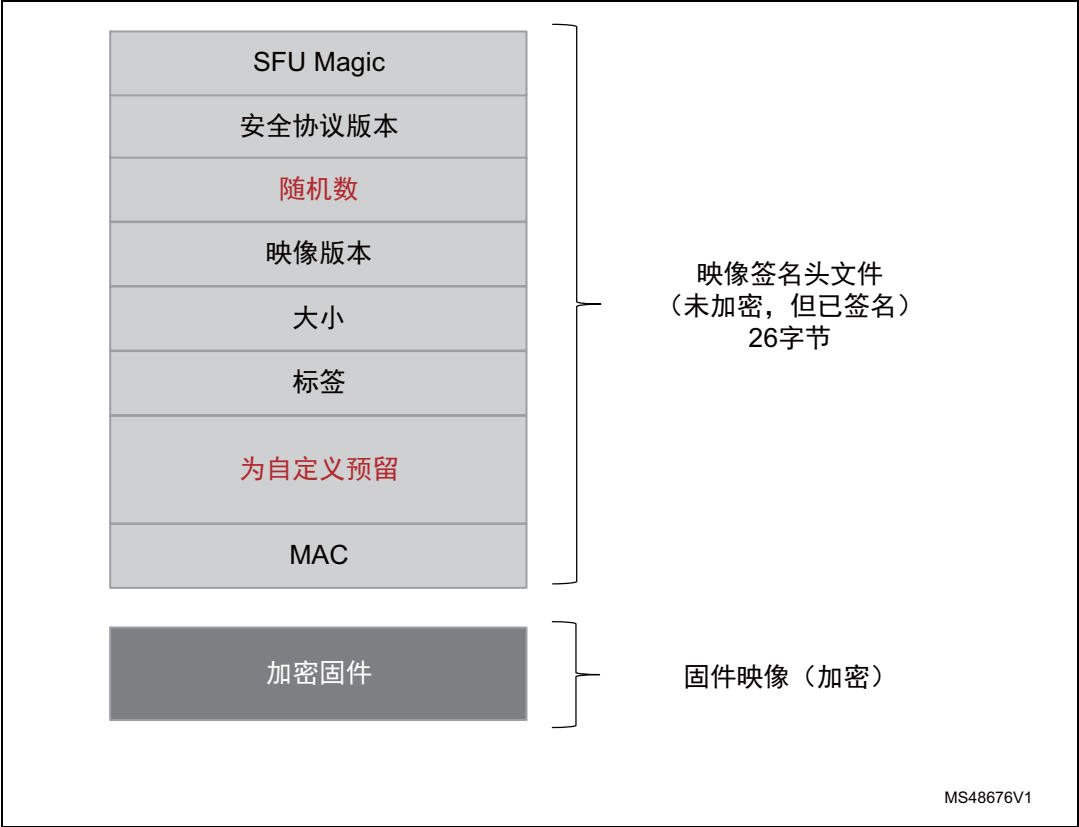 SFU Magic
安全协议版本
随机数
映像版本
大小
标签
为自定义预留
MAC
映像签名头文件
（未加密，但已签名）
26字节
加密固件
固件映像（加密）
MS48676V1